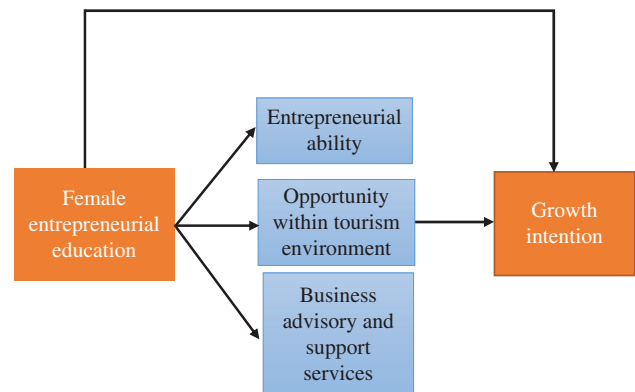 Entrepreneurial
ability
Female
entrepreneurial
education
Opportunity
within tourism
environment
Growth
intention
Business
advisory and
support
services